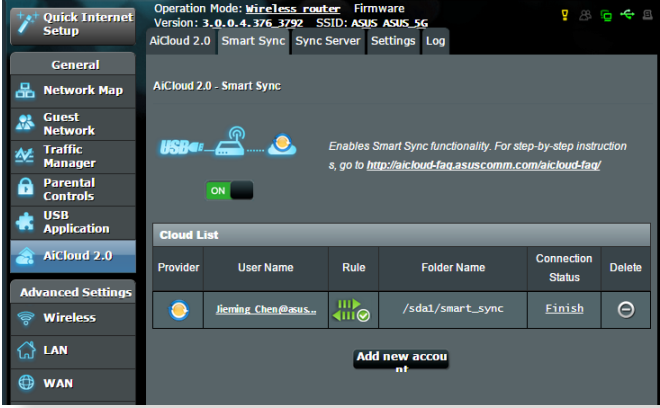 Quick Internet
Setup
Operation Mode: Wireless router Firmware
Version: 3.0.0.4.376_3792 SSID: ASUS ASUS_5G
AiCloud 2.0 Smart Sync Sync Server Settings Log
General
Network Map
Guest
Network
Traffic
Manager
Parental
Controls
USB
Application
AiCloud 2.0
Advanced Settings
Wireless
LAN
WAN
AiCloud 2.0 - Smart Sync
USB
Enables Smart Sync functionality. For step-by-step instruction
s, go to http://aicloud-faq.asuscomm.com/aicloud-faq/
ON
Cloud List
Provider User Name Rule Folder Name Connection
Status Delete
Jieming_Chen@asus... /sda1/smart_sync Finish
Add new accou
nt